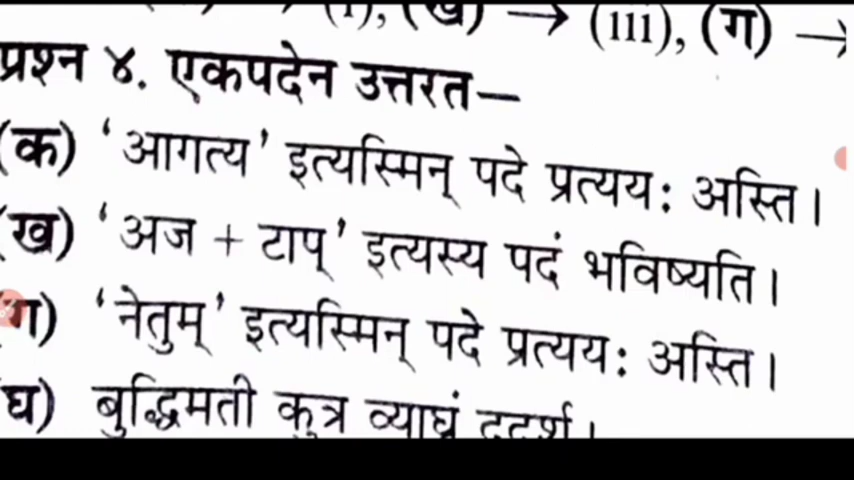 (i), (ख) → (iii), (ग) →
प्रश्न ४. एकपदेन उत्तरत—
(क) 'आगत्य' इत्यस्मिन् पदे प्रत्ययः अस्ति।
(ख) 'अज + टाप्' इत्यस्य पदं भविष्यति।
(ग) 'नेतुम्' इत्यस्मिन् पदे प्रत्ययः अस्ति।
(घ) बुद्धिमती कुत्र व्याघ्रं ददर्श।